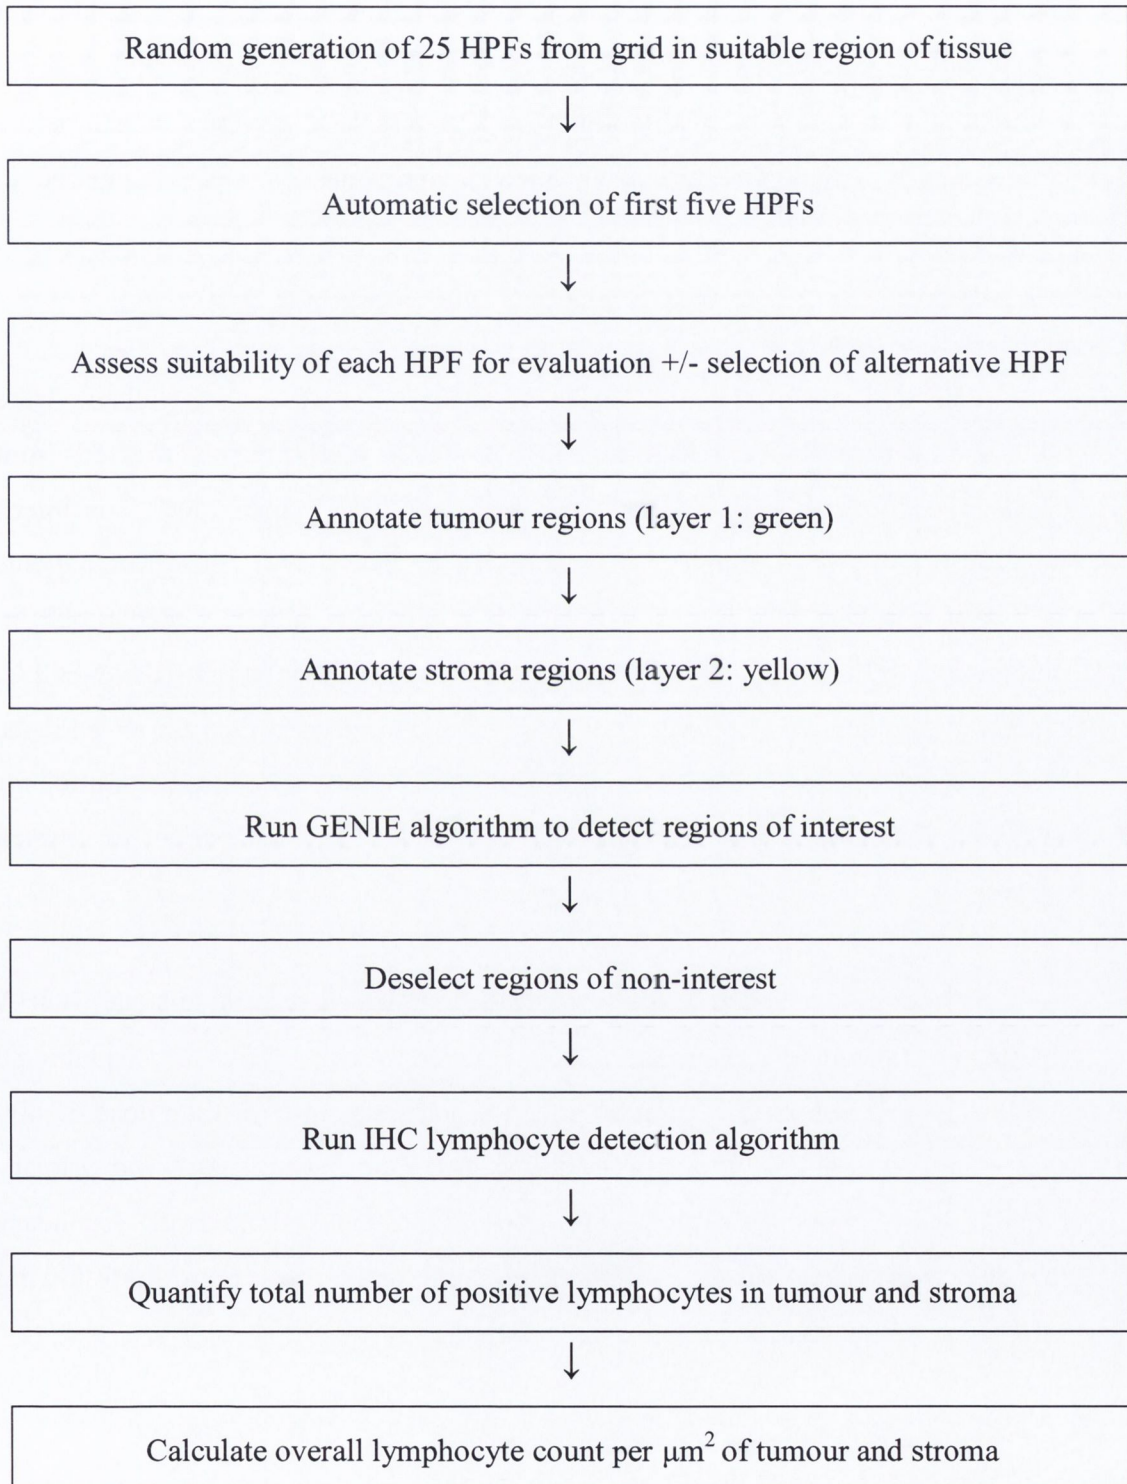 Random generation of 25 HPFs from grid in suitable region of tissue
↓
Automatic selection of first five HPFs
↓
Assess suitability of each HPF for evaluation +/- selection of alternative HPF
↓
Annotate tumour regions (layer 1: green)
↓
Annotate stroma regions (layer 2: yellow)
↓
Run GENIE algorithm to detect regions of interest
↓
Deselect regions of non-interest
↓
Run IHC lymphocyte detection algorithm
↓
Quantify total number of positive lymphocytes in tumour and stroma
↓
Calculate overall lymphocyte count per μm² of tumour and stroma